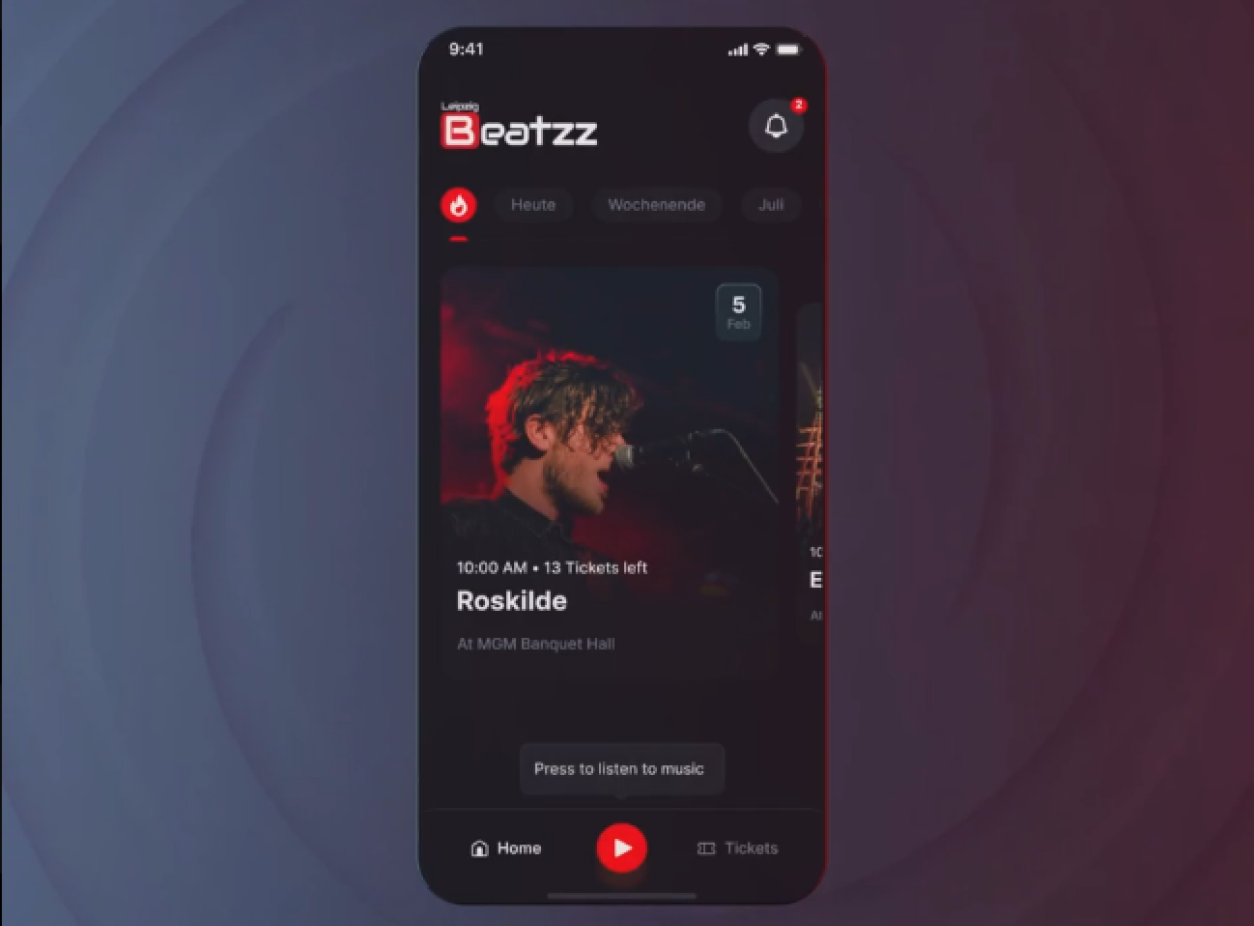 9:41
Leipzig
Beatzz
2
Heute Wochenende Juli
5
Feb
10:00 AM • 13 Tickets left
Roskilde
At MGM Banquet Hall
10
E
At
Press to listen to music
Home Tickets